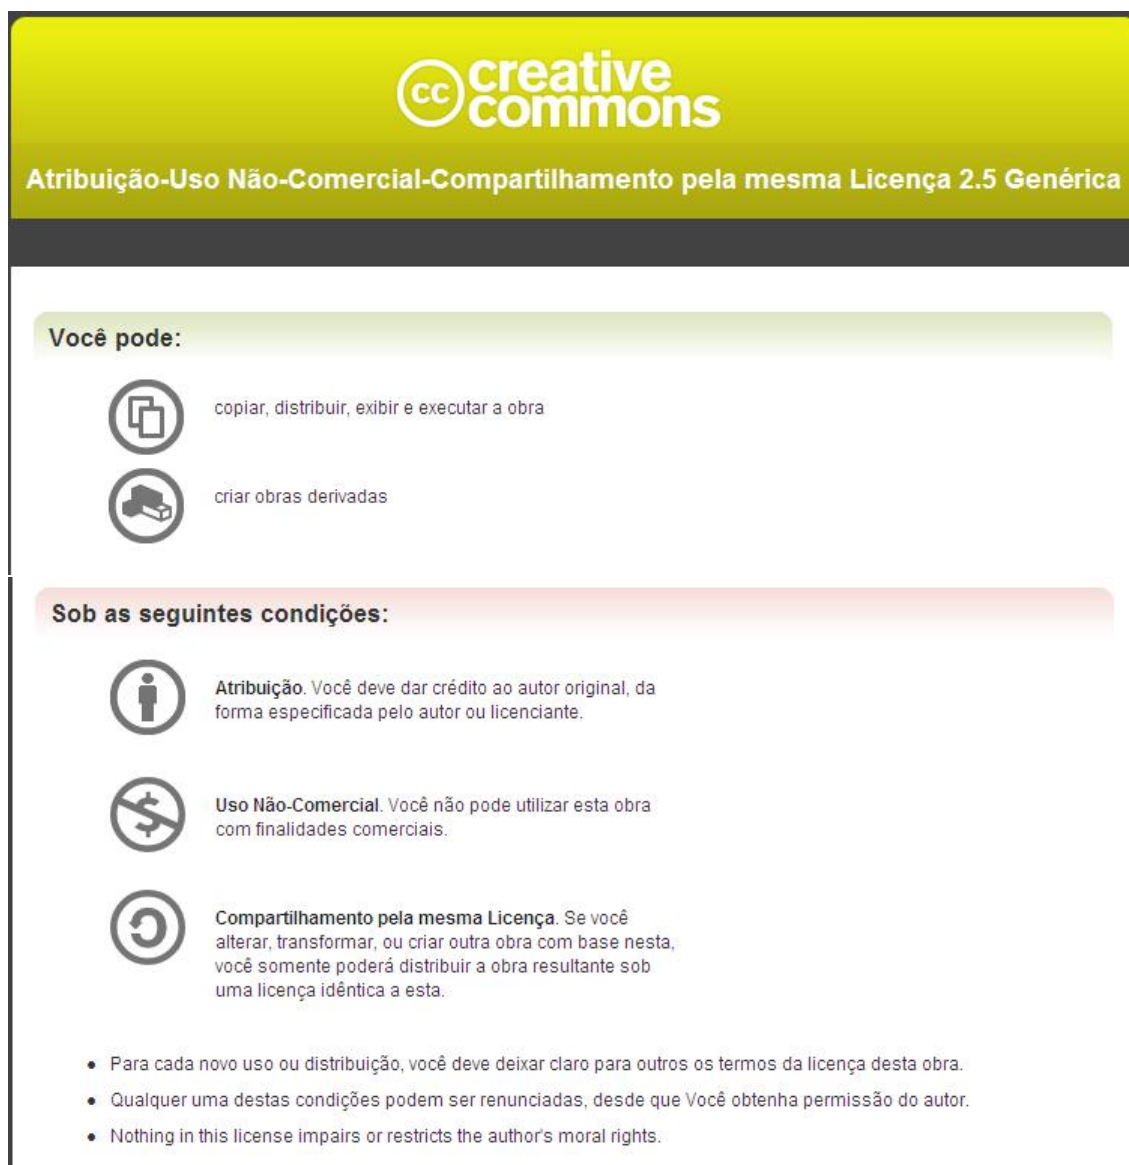 cc creative
commons
Atribuição-Uso Não-Comercial-Compartilhamento pela mesma Licença 2.5 Genérica
Você pode:
copiar, distribuir, exibir e executar a obra
criar obras derivadas
Sob as seguintes condições:
Atribuição. Você deve dar crédito ao autor original, da
forma especificada pelo autor ou licenciante.
$
Uso Não-Comercial. Você não pode utilizar esta obra
com finalidades comerciais.
Compartilhamento pela mesma Licença. Se você
alterar, transformar, ou criar outra obra com base nesta,
você somente poderá distribuir a obra resultante sob
uma licença idêntica a esta.
• Para cada novo uso ou distribuição, você deve deixar claro para outros os termos da licença desta obra.
• Qualquer uma destas condições podem ser renunciadas, desde que Você obtenha permissão do autor.
• Nothing in this license impairs or restricts the author's moral rights.